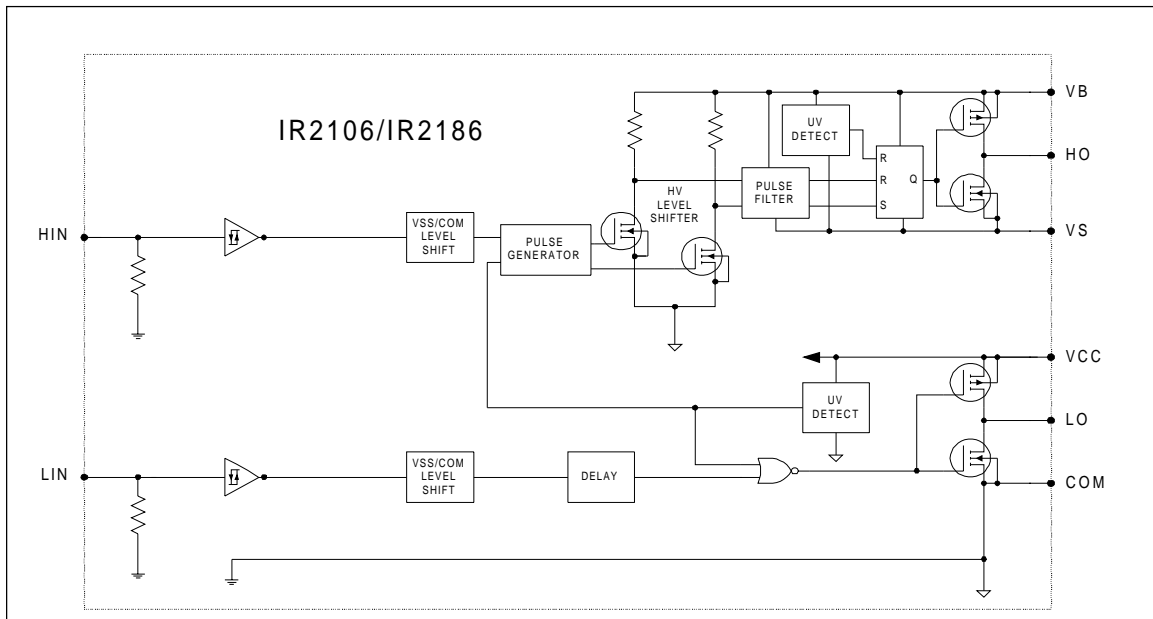 IR2106/IR2186
VB
UV
DETECT
HO
R
R
Q
S
PULSE
FILTER
HV
LEVEL
SHIFTER
VS
HIN
VSS/COM
LEVEL
SHIFT
PULSE
GENERATOR
VCC
UV
DETECT
LO
LIN
VSS/COM
LEVEL
SHIFT
DELAY
COM